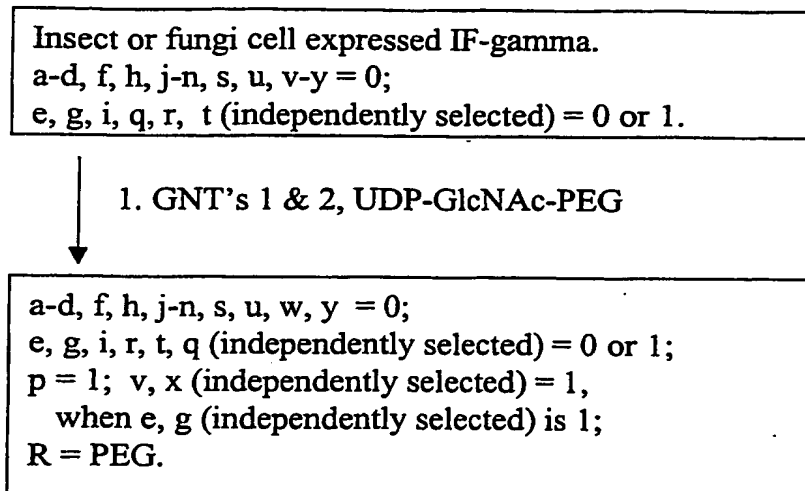 Insect or fungi cell expressed IF-gamma.
a-d, f, h, j-n, s, u, v-y = 0;
e, g, i, q, r, t (independently selected) = 0 or 1.
1. GNT's 1 & 2, UDP-GlcNAc-PEG
a-d, f, h, j-n, s, u, w, y = 0;
e, g, i, r, t, q (independently selected) = 0 or 1;
p = 1; v, x (independently selected) = 1,
when e, g (independently selected) is 1;
R = PEG.